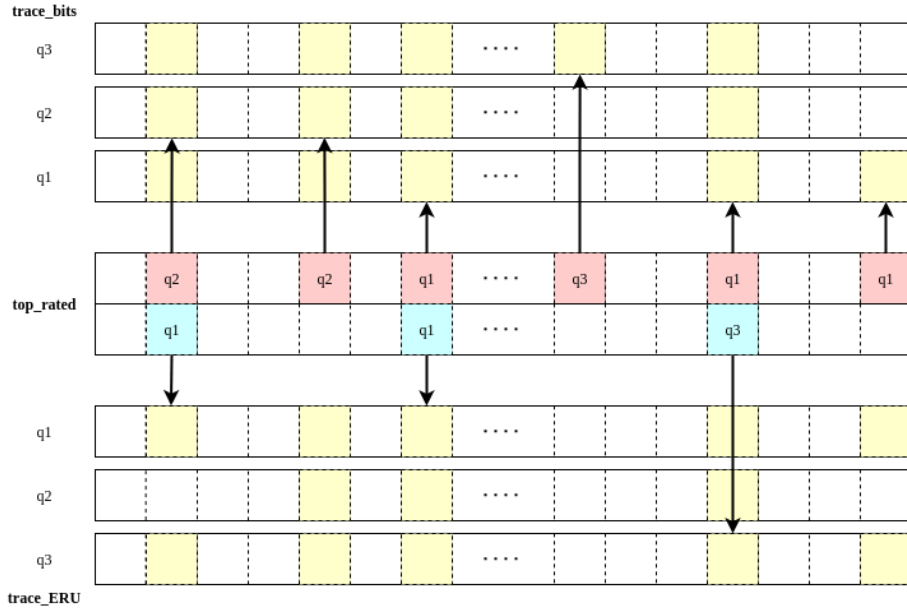 trace_bits
q3 ....
q2 ....
q1 ....
q2 q2 q1 .... q3 q1 q1
top_rated
q1 q1 .... q3
q1 ....
q2 ....
q3 ....
trace_ERU